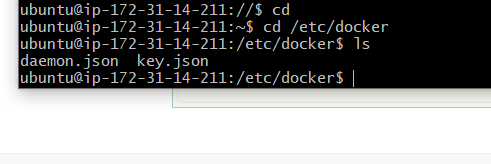 ubuntu@ip-172-31-14-211://$ cd
ubuntu@ip-172-31-14-211:~$ cd /etc/docker
ubuntu@ip-172-31-14-211:/etc/docker$ ls
daemon.json  key.json
ubuntu@ip-172-31-14-211:/etc/docker$